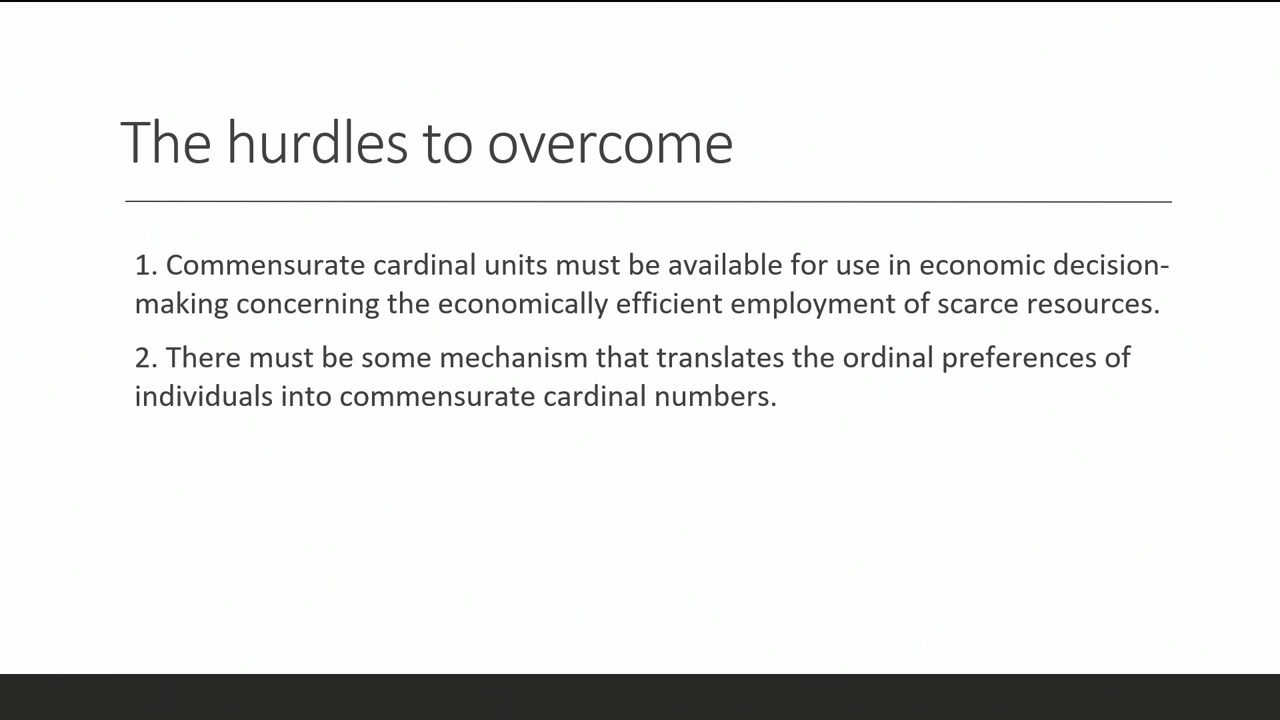 The hurdles to overcome
1. Commensurate cardinal units must be available for use in economic decision-
making concerning the economically efficient employment of scarce resources.
2. There must be some mechanism that translates the ordinal preferences of
individuals into commensurate cardinal numbers.